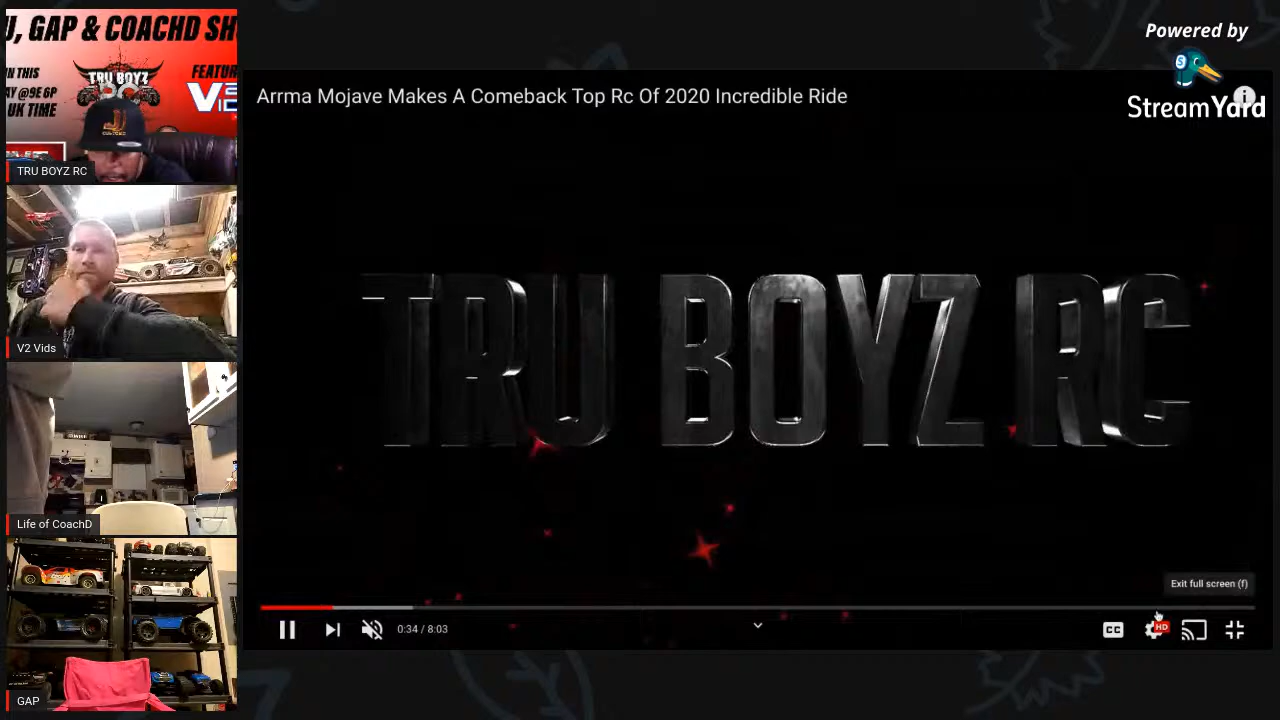 U, GAP & COACHD SH
N THIS
AY @9E 6P
UK TIME
TRU BOYZ
FEATUR
TRU BOYZ RC
V2 Vids
Life of CoachD
GAP
Arrma Mojave Makes A Comeback Top Rc Of 2020 Incredible Ride
Powered by
StreamYard
TRU BOYZ RC
Exit full screen (f)
0:34 / 8:03
CC
HD